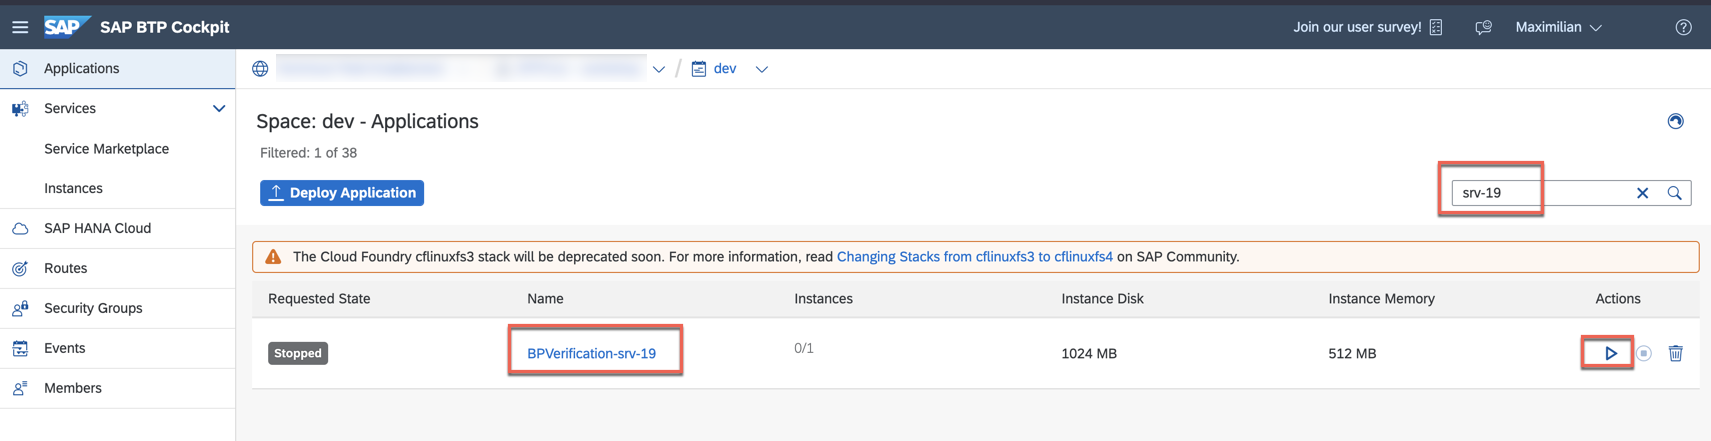 SAP SAP BTP Cockpit
Join our user survey! Maximilian
Applications
Services
Service Marketplace
Instances
SAP HANA Cloud
Routes
Security Groups
Events
Members
/ dev
Space: dev - Applications
Filtered: 1 of 38
Deploy Application
srv-19
The Cloud Foundry cflinuxfs3 stack will be deprecated soon. For more information, read Changing Stacks from cflinuxfs3 to cflinuxfs4 on SAP Community.
Requested State Name Instances Instance Disk Instance Memory Actions
Stopped BPVerification-srv-19 0/1 1024 MB 512 MB